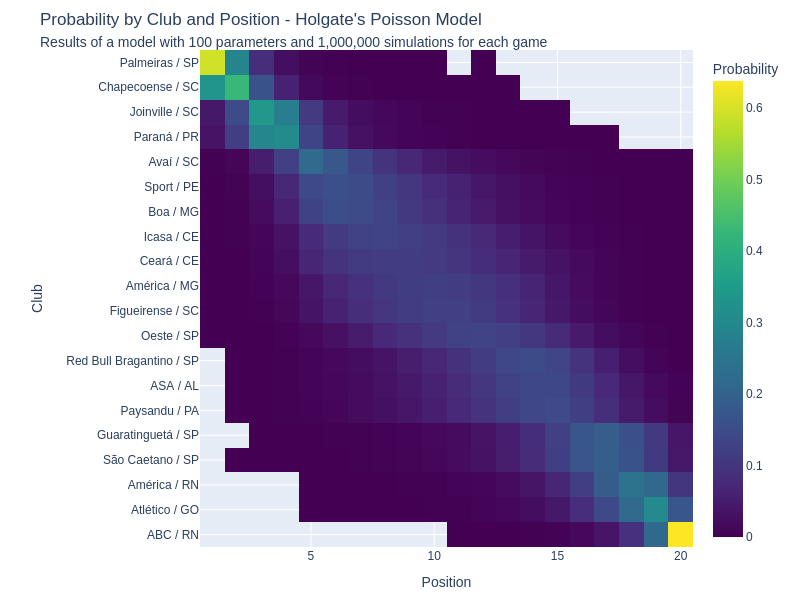 Probability by Club and Position - Holgate's Poisson Model
Results of a model with 100 parameters and 1,000,000 simulations for each game
Probability
Palmeiras / SP
Chapecoense / SC
Joinville / SC
Paraná / PR
Avaí / SC
Sport / PE
Boa / MG
Icasa / CE
Ceará / CE
América / MG
Figueirense / SC
Oeste / SP
Red Bull Bragantino / SP
ASA / AL
Paysandu / PA
Guaratinguetá / SP
São Caetano / SP
América / RN
Atlético / GO
ABC / RN
Club
5
10
15
20
Position
0.6
0.5
0.4
0.3
0.2
0.1
0